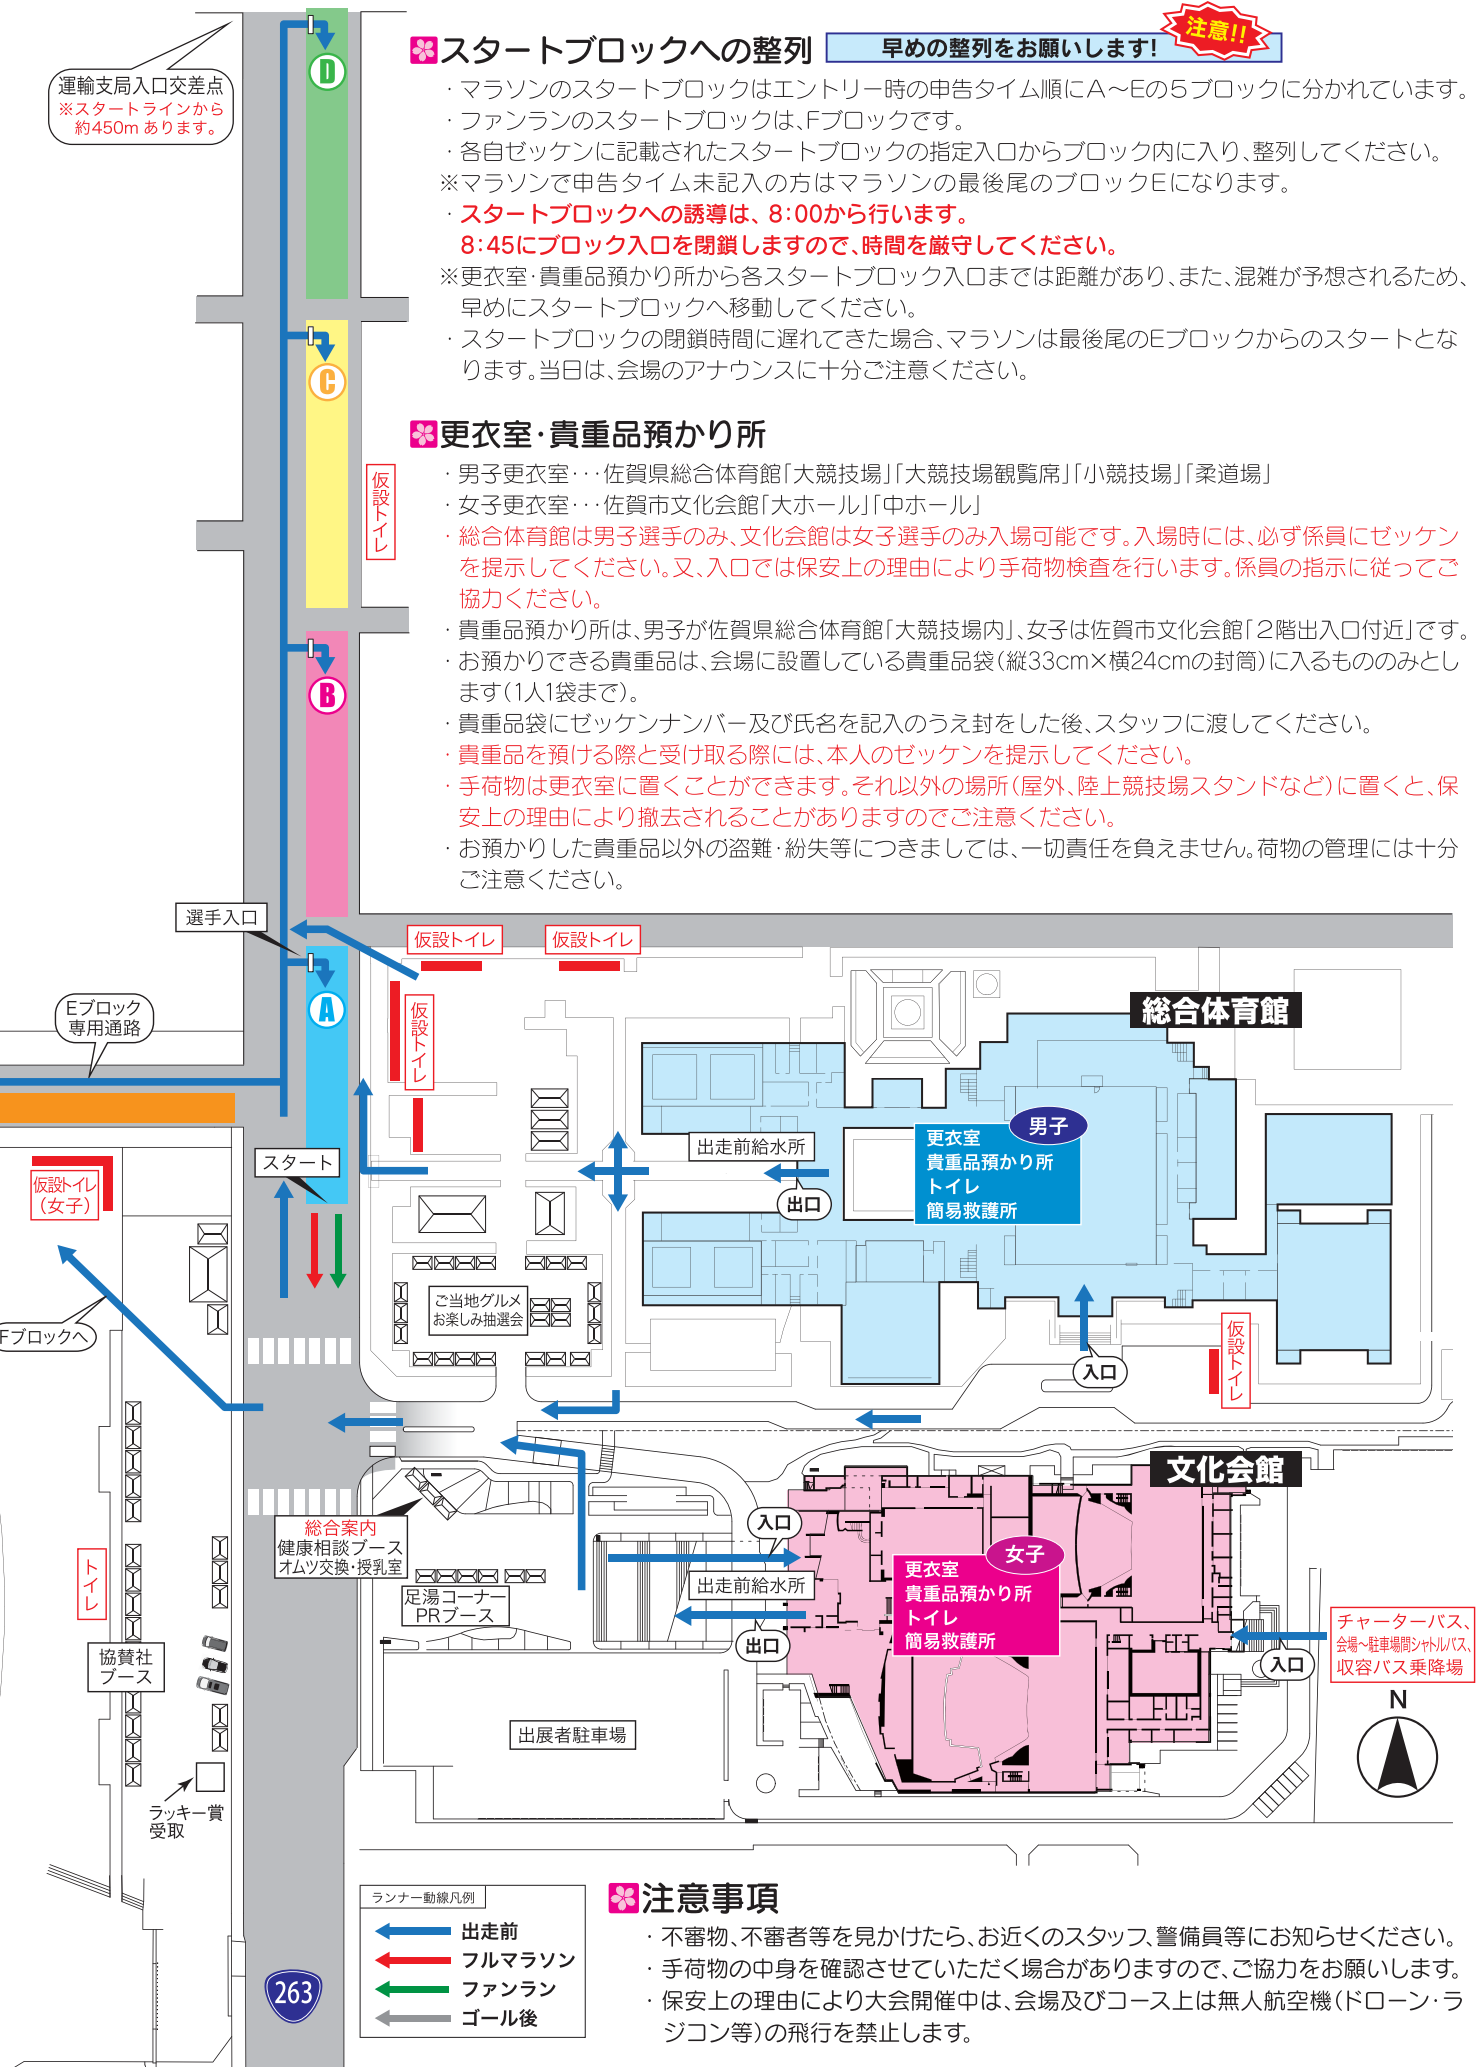 スタートブロックへの整列
早めの整列をお願いします!
注意!!
・マラソンのスタートブロックはエントリー時の申告タイム順にA〜Eの5ブロックに分かれています。
・ファンランのスタートブロックは、Fブロックです。
・各自ゼッケンに記載されたスタートブロックの指定入口からブロック内に入り、整列してください。
※マラソンで申告タイム未記入の方はマラソンの最後尾のブロックEになります。
・スタートブロックへの誘導は、8:00から行います。
8:45にブロック入口を閉鎖しますので、時間を厳守してください。
※更衣室・貴重品預かり所から各スタートブロック入口までは距離があり、また、混雑が予想されるため、
早めにスタートブロックへ移動してください。
・スタートブロックの閉鎖時間に遅れてきた場合、マラソンは最後尾のEブロックからのスタートとな
ります。当日は、会場のアナウンスに十分ご注意ください。
更衣室・貴重品預かり所
・男子更衣室・・・佐賀県総合体育館「大競技場」「大競技場観覧席」「小競技場」「柔道場」
・女子更衣室・・・佐賀市文化会館「大ホール」「中ホール」
・総合体育館は男子選手のみ、文化会館は女子選手のみ入場可能です。入場時には、必ず係員にゼッケン
を提示してください。又、入口では保安上の理由により手荷物検査を行います。係員の指示に従ってご
協力ください。
・貴重品預かり所は、男子が佐賀県総合体育館「大競技場内」、女子は佐賀市文化会館「2階出入口付近」です。
・お預かりできる貴重品は、会場に設置している貴重品袋(縦33cm×横24cmの封筒)に入るもののみとし
ます(1人1袋まで)。
・貴重品袋にゼッケンナンバー及び氏名を記入のうえ封をした後、スタッフに渡してください。
・貴重品を預ける際と受け取る際には、本人のゼッケンを提示してください。
・手荷物は更衣室に置くことができます。それ以外の場所(屋外、陸上競技場スタンドなど)に置くと、保
安上の理由により撤去されることがありますのでご注意ください。
・お預かりした貴重品以外の盗難・紛失等につきましては、一切責任を負えません。荷物の管理には十分
ご注意ください。
運輸支局入口交差点
※スタートラインから
約450mあります。
D
C
仮設トイレ
B
選手入口
A
仮設トイレ
仮設トイレ
仮設トイレ
Eブロック
専用通路
総合体育館
男子
更衣室
貴重品預かり所
トイレ
簡易救護所
出走前給水所
出口
スタート
仮設トイレ
(女子)
ご当地グルメ
お楽しみ抽選会
Fブロックへ
仮設トイレ
入口
文化会館
入口
女子
更衣室
貴重品預かり所
トイレ
簡易救護所
出走前給水所
出口
総合案内
健康相談ブース
オムツ交換・授乳室
足湯コーナー
PRブース
トイレ
協賛社
ブース
チャーターバス、
会場〜駐車場間シャトルバス、
収容バス乗降場
入口
N
出展者駐車場
ラッキー賞
受取
ランナー動線凡例
出走前
フルマラソン
ファンラン
ゴール後
263
注意事項
・不審物、不審者等を見かけたら、お近くのスタッフ、警備員等にお知らせください。
・手荷物の中身を確認させていただく場合がありますので、ご協力をお願いします。
・保安上の理由により大会開催中は、会場及びコース上は無人航空機(ドローン・ラ
ジコン等)の飛行を禁止します。